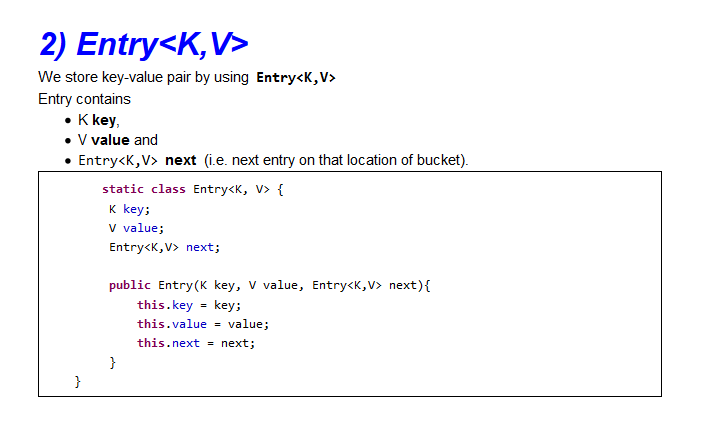 2) Entry<K,V>
We store key-value pair by using Entry<K,V>
Entry contains
• K key,
• V value and
• Entry<K,V> next (i.e. next entry on that location of bucket).
static class Entry<K, V> {
K key;
V value;
Entry<K,V> next;
public Entry(K key, V value, Entry<K,V> next){
this.key = key;
this.value = value;
this.next = next;
}
}